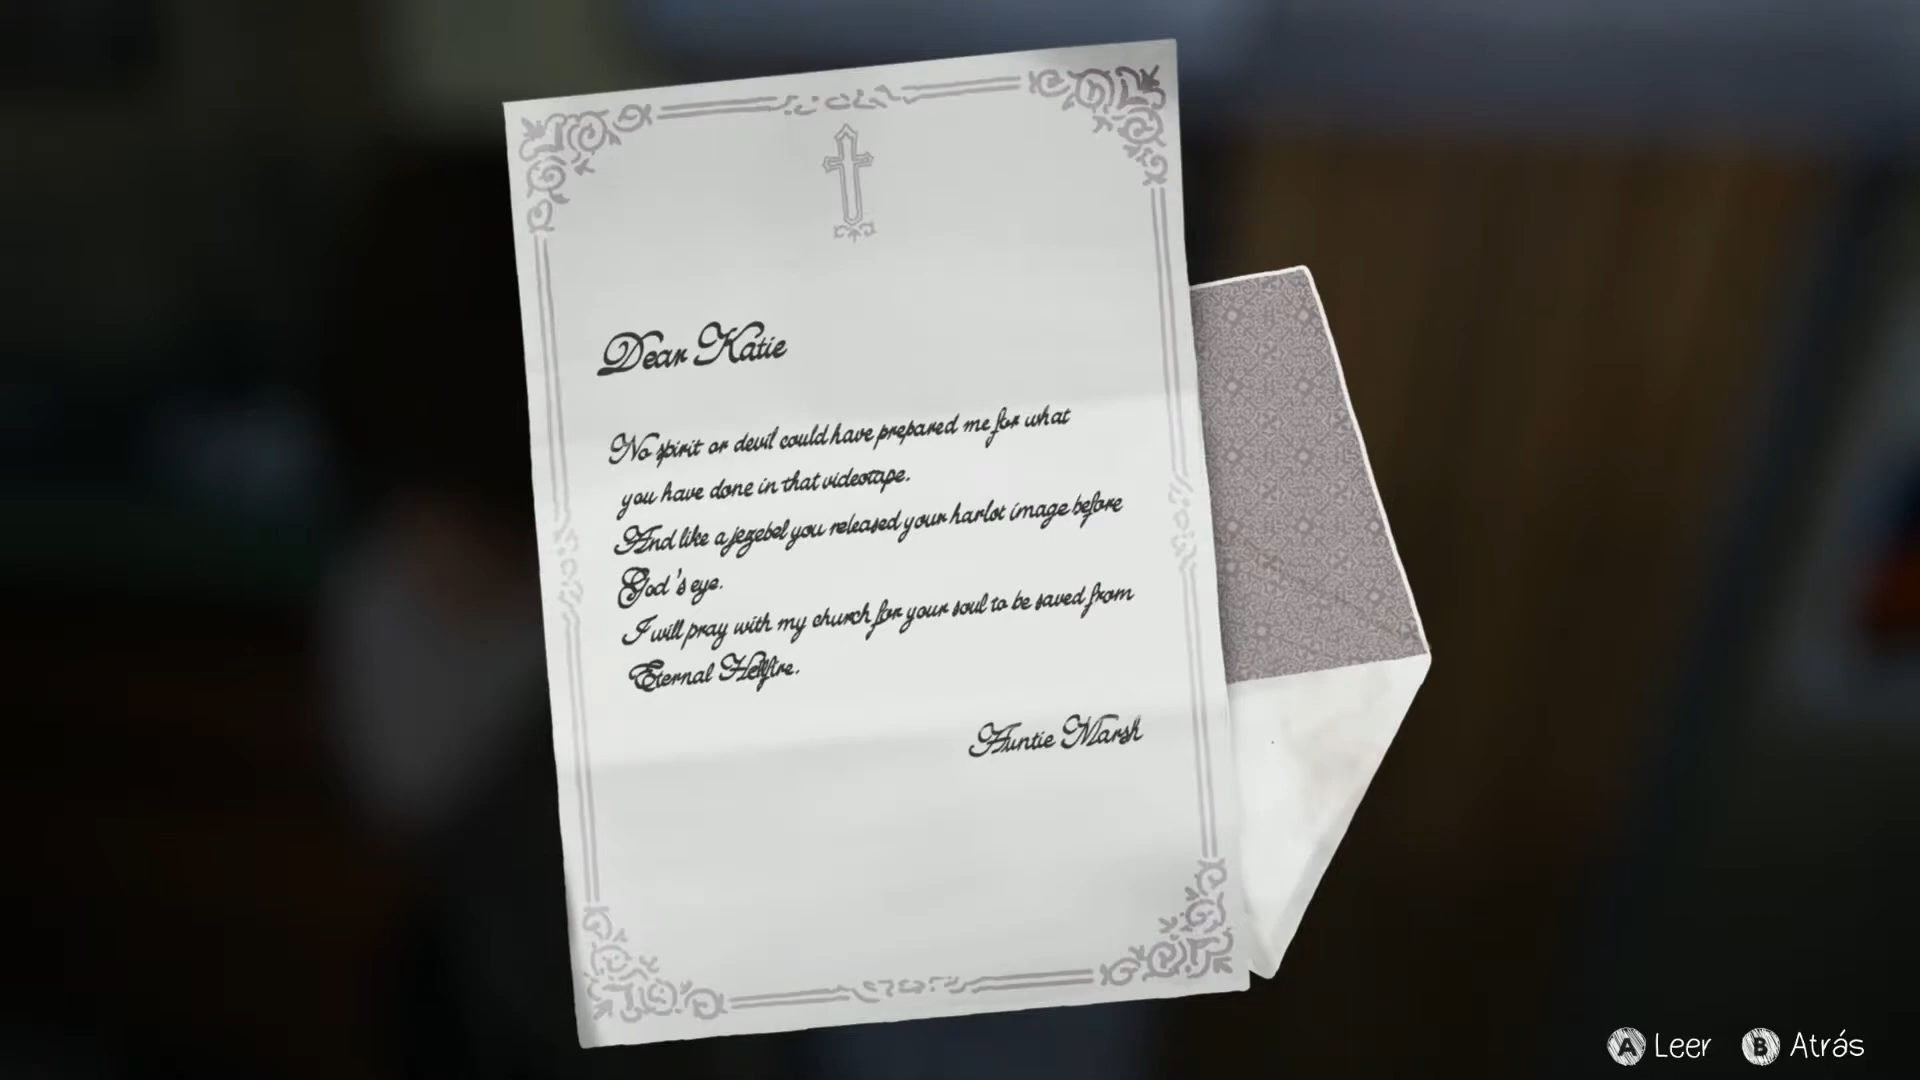 Dear Katie
No spirit or devil could have prepared me for what
you have done in that videotape.
And like a jezebel you released your harlot image before
God's eye.
I will pray with my church for your soul to be saved from
Eternal Hellfire.
Auntie Marsh
A Leer B Atrás